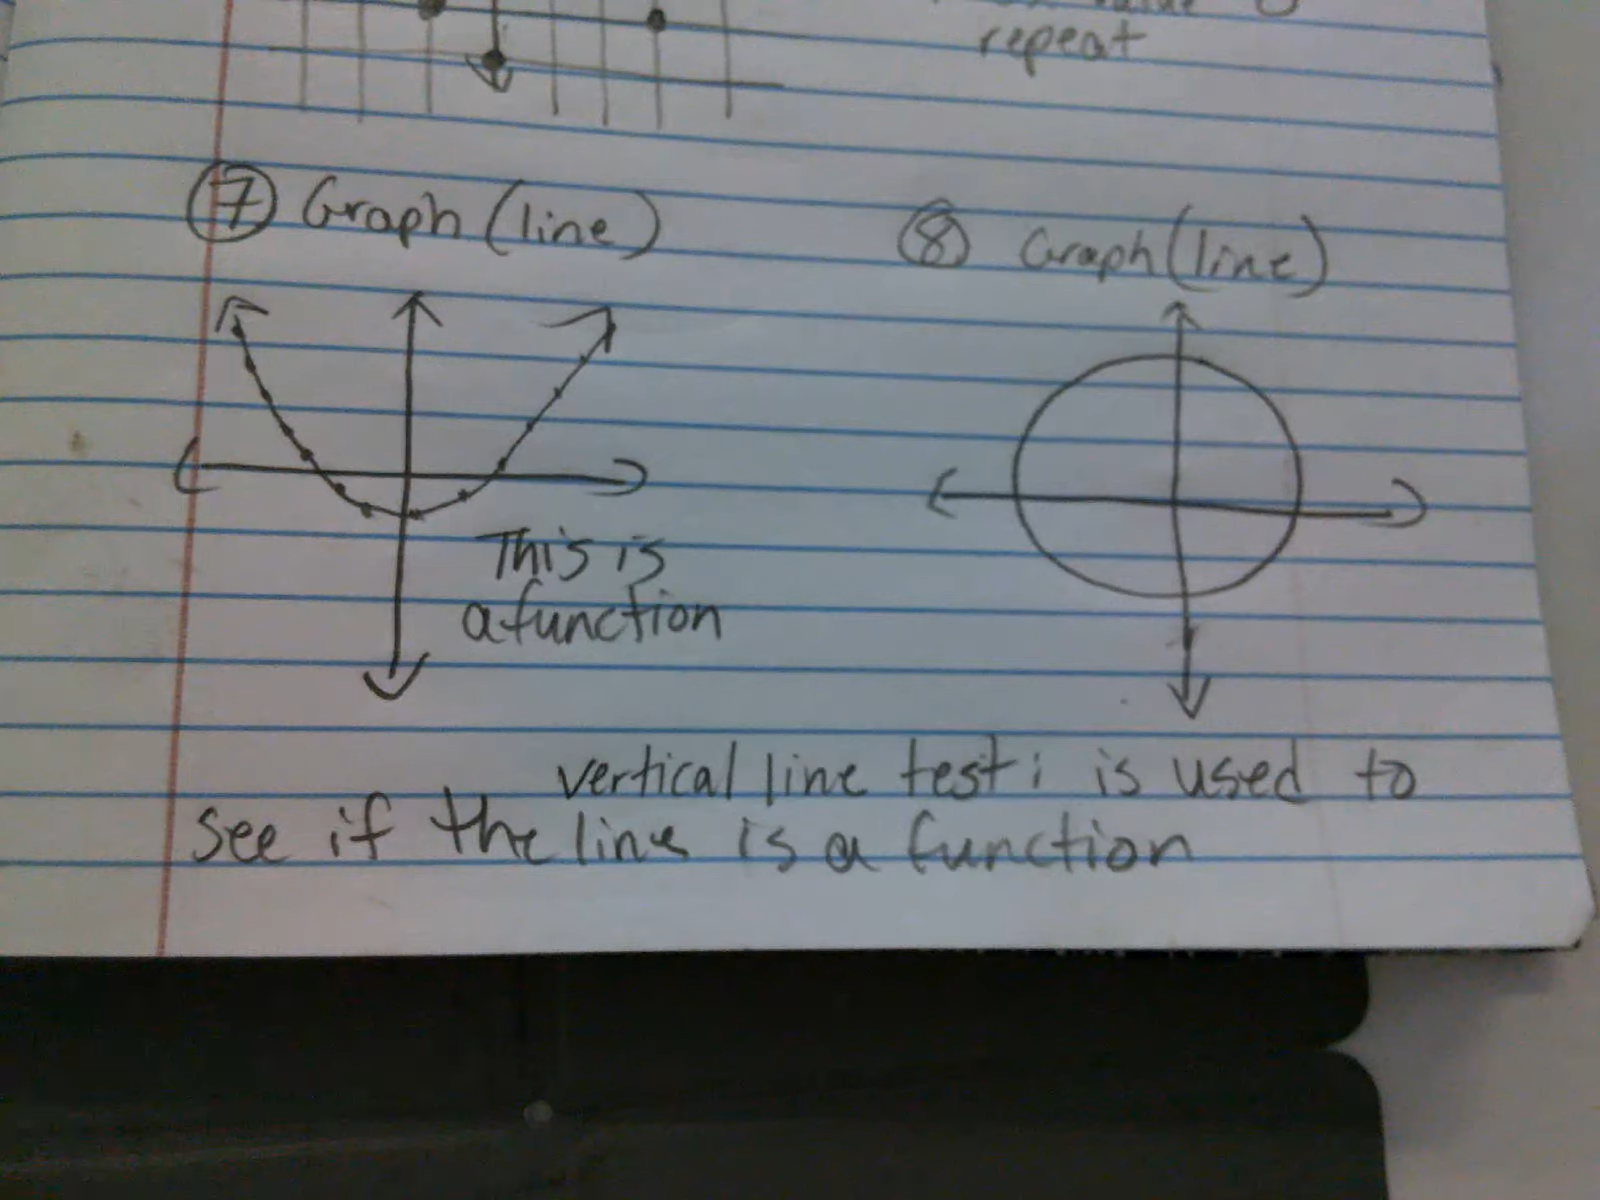 repeat
⑦ Graph (line)
⑧ Graph (line)
This is
a function
vertical line test: is used to
see if the line is a function